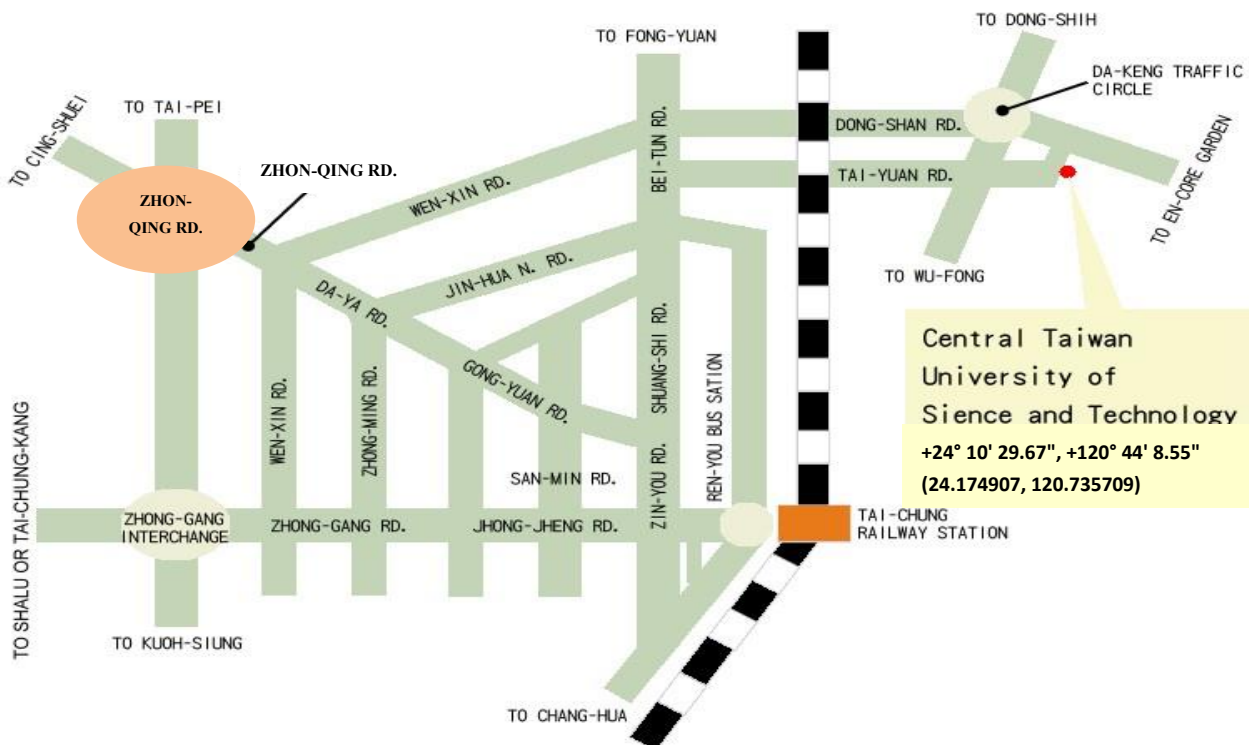 TO DONG-SHIH
TO FONG-YUAN
DA-KENG TRAFFIC
CIRCLE
TO TAI-PEI
TO CING-SHUEI
DONG-SHAN RD.
BEI-TUN RD.
ZHON-QING RD.
TAI-YUAN RD.
WEN-XIN RD.
TO EN-CORE GARDEN
ZHON-
QING RD.
JIN-HUA N. RD.
TO WU-FONG
DA-YA RD.
Central Taiwan
University of
Sience and Technology
+24° 10' 29.67", +120° 44' 8.55"
(24.174907, 120.735709)
SHUANG-SHI RD.
GONG-YUAN RD.
WEN-XIN RD.
ZHONG-MING RD.
REN-YOU BUS SATION
SAN-MIN RD.
ZIN-YOU RD.
TO SHALU OR TAI-CHUNG-KANG
ZHONG-GANG
INTERCHANGE
ZHONG-GANG RD.
JHONG-JHENG RD.
TAI-CHUNG
RAILWAY STATION
TO KUOH-SIUNG
TO CHANG-HUA